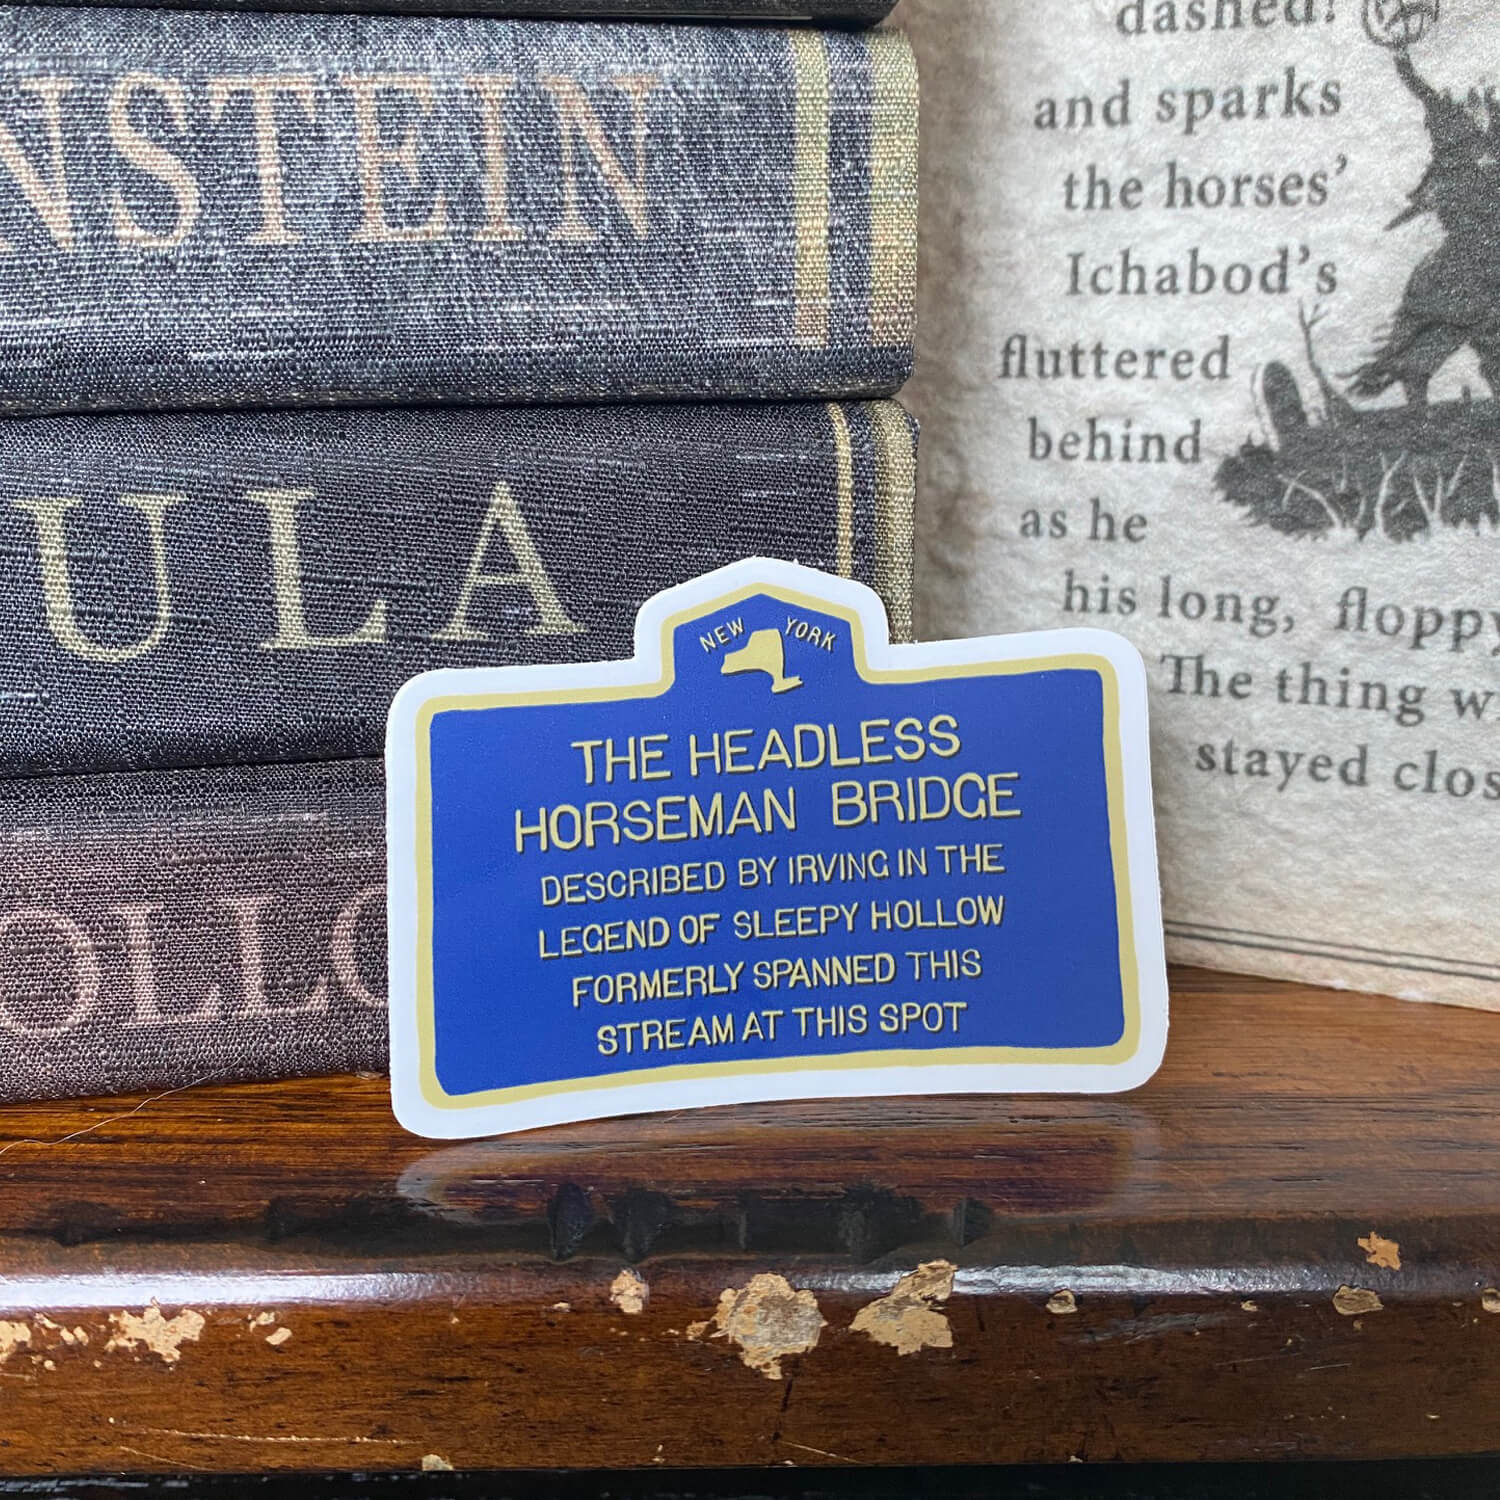 NSTEIN
ULA
OLLO
NEW YORK
THE HEADLESS
HORSEMAN BRIDGE
DESCRIBED BY IRVING IN THE
LEGEND OF SLEEPY HOLLOW
FORMERLY SPANNED THIS
STREAM AT THIS SPOT
dashed!
and sparks
the horses’
Ichabod’s
fluttered
behind
as he
his long, floppy
The thing w
stayed clos